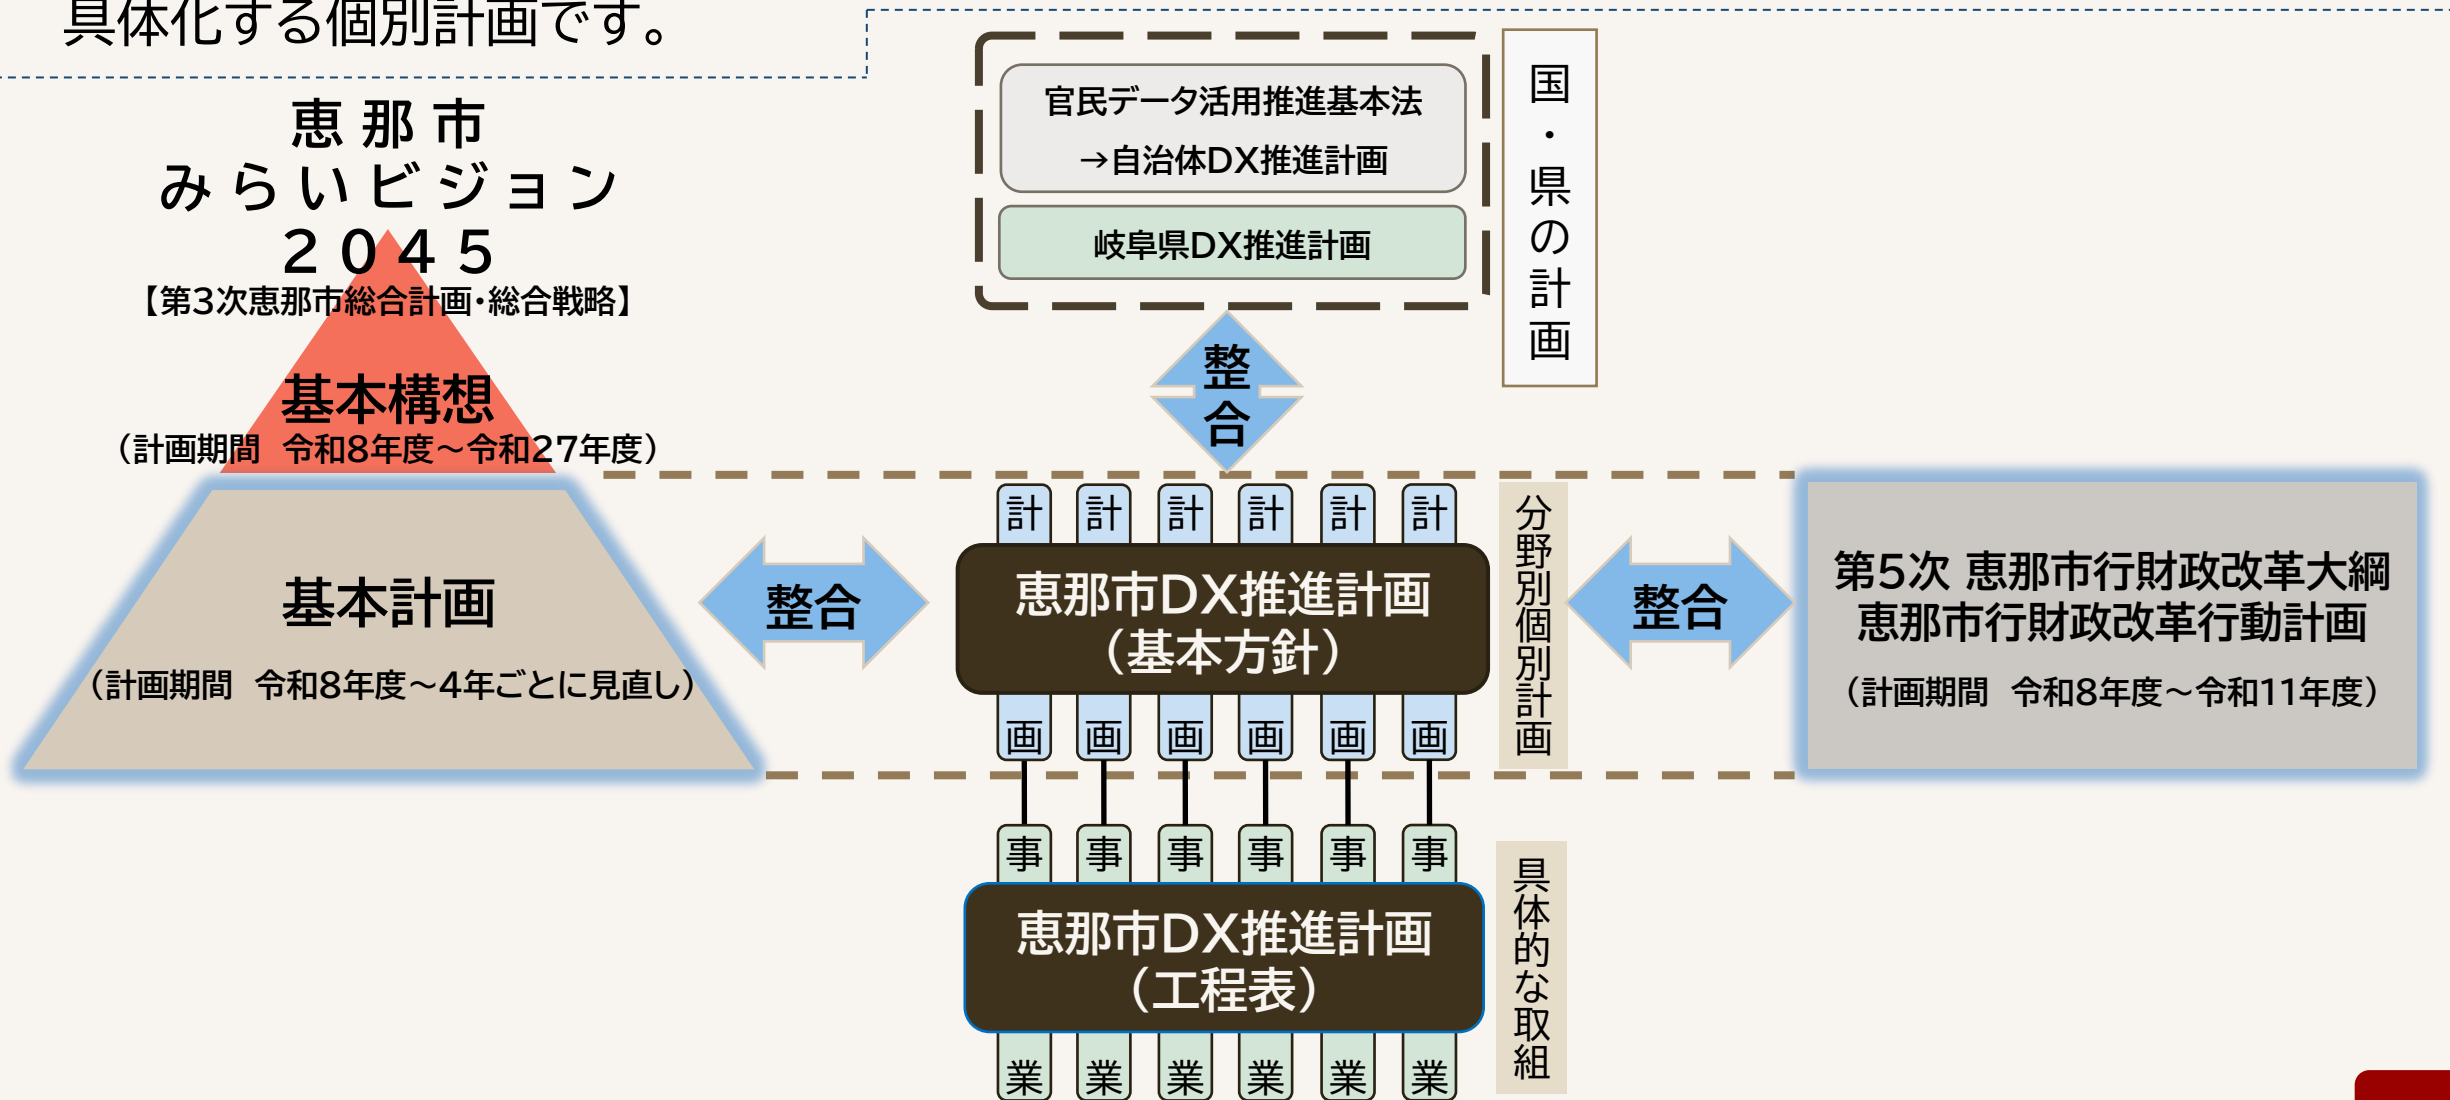 具体化する個別計画です。
恵那市
みらいビジョン
２０４５
【第3次恵那市総合計画・総合戦略】
基本構想
（計画期間　令和8年度～令和27年度）
基本計画
（計画期間　令和8年度～4年ごとに見直し）
官民データ活用推進基本法
→自治体DX推進計画
岐阜県DX推進計画
国・県の計画
整合
整合
計画
計画
計画
計画
計画
計画
恵那市DX推進計画
（基本方針）
分野別個別計画
整合
第5次 恵那市行財政改革大綱
恵那市行財政改革行動計画
（計画期間　令和8年度～令和11年度）
事業
事業
事業
事業
事業
事業
恵那市DX推進計画
（工程表）
具体的な取組